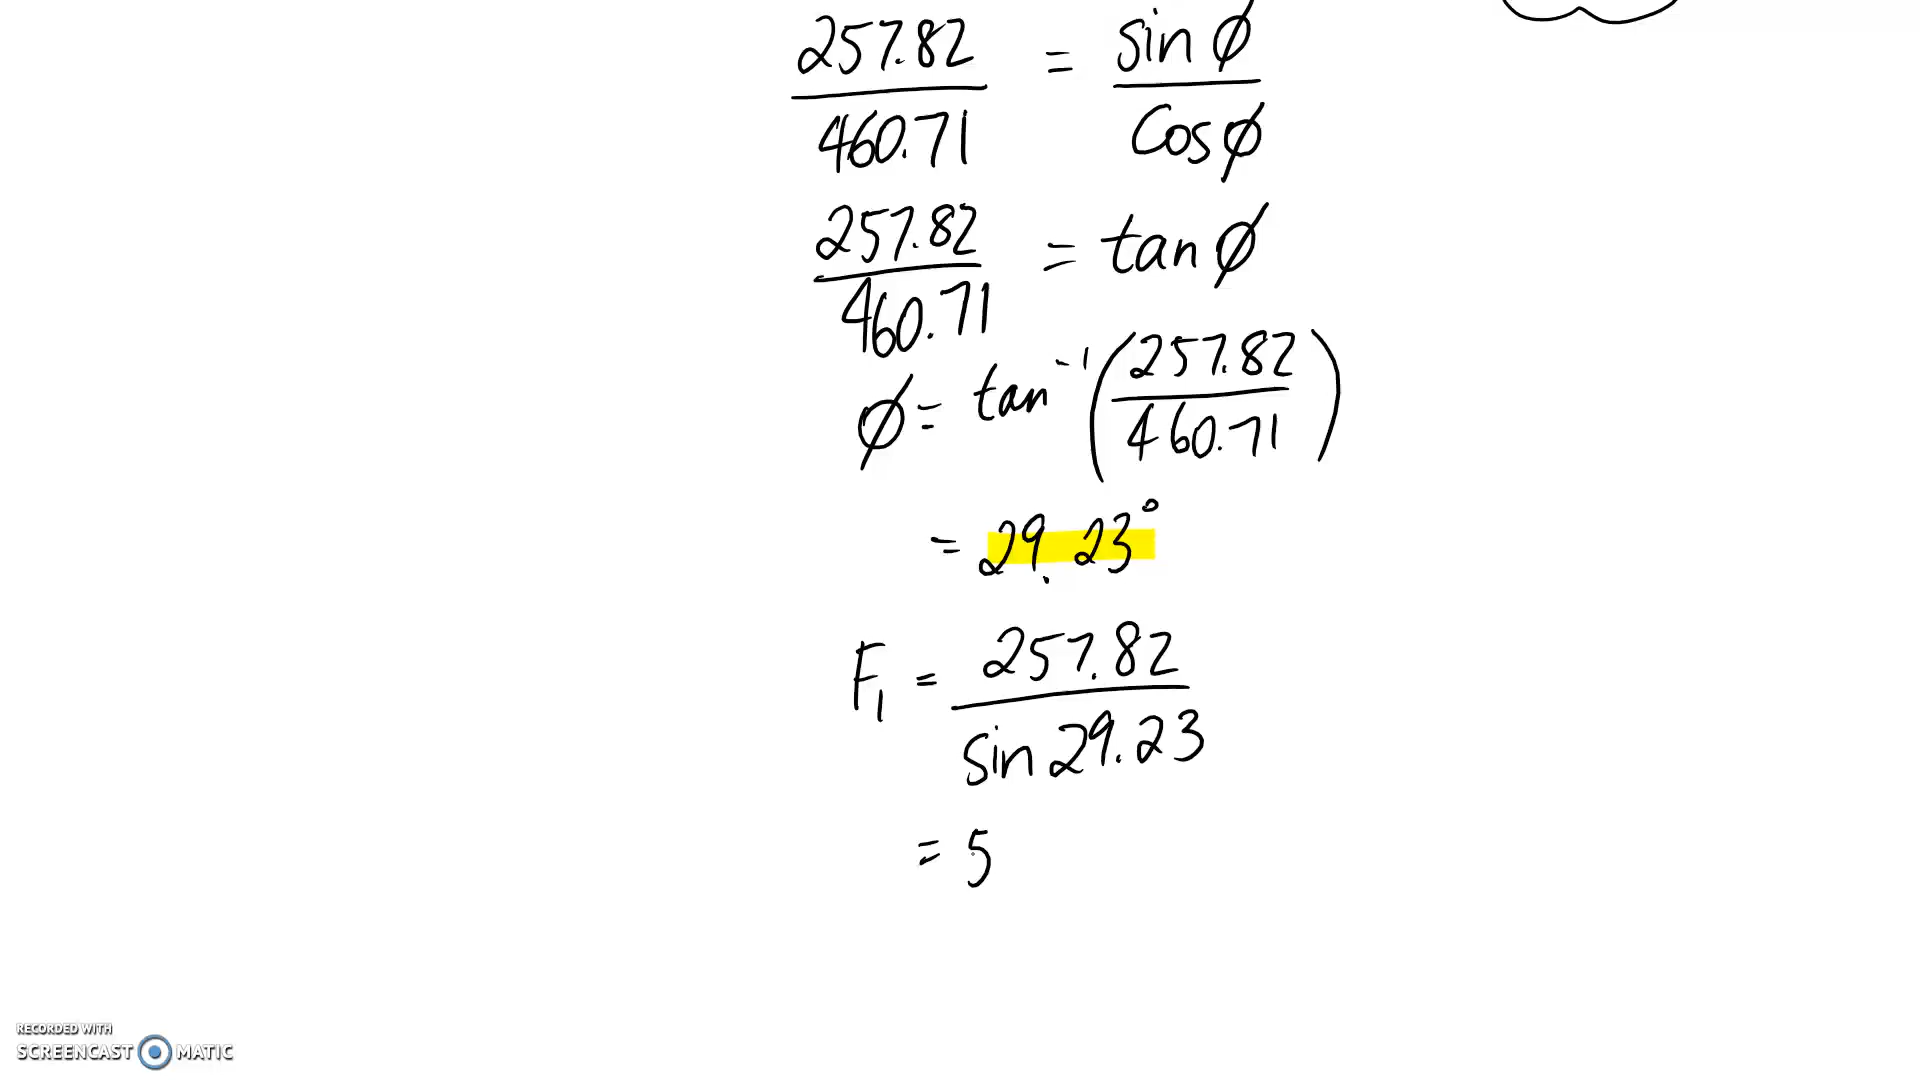 257.82 / 460.71 = sin ϕ / cos ϕ
257.82 / 460.71 = tan ϕ
ϕ = tan⁻¹ (257.82 / 460.71)
= 29.23°
F₁ = 257.82 / sin 29.23
= 5
RECORDED WITH
SCREENCAST MATIC